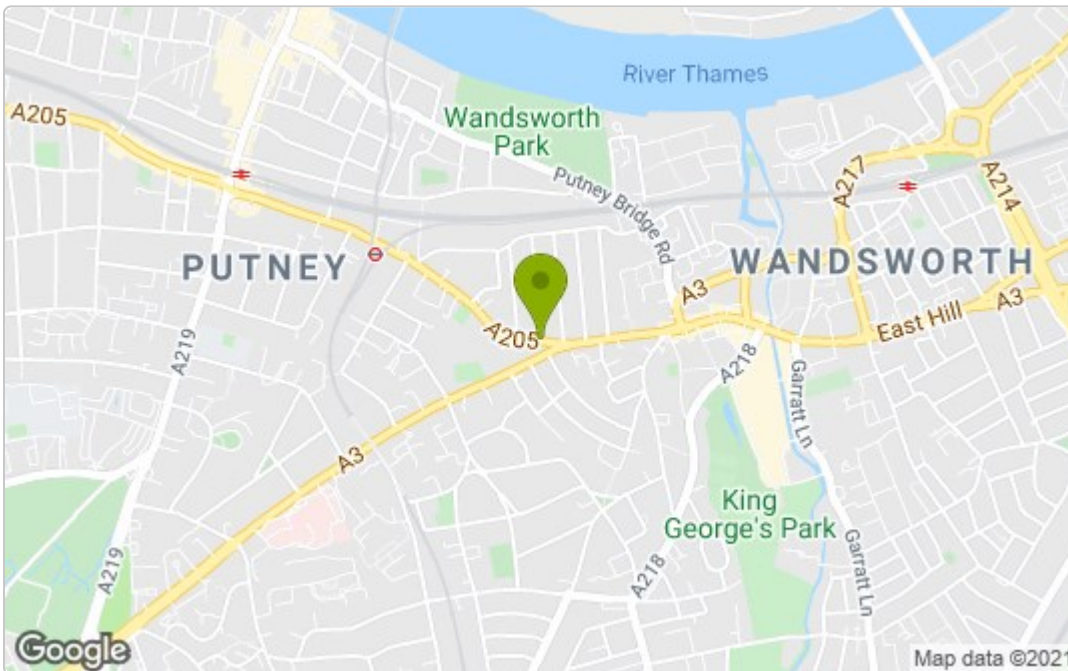 River Thames
A205
Wandsworth
Park
A217
Putney Bridge Rd
A214
PUTNEY
WANDSWORTH
A3
A205
East Hill
A3
A219
A218
Garratt Ln
A3
King
George's Park
A219
A218
Garratt Ln
Google
Map data ©2021